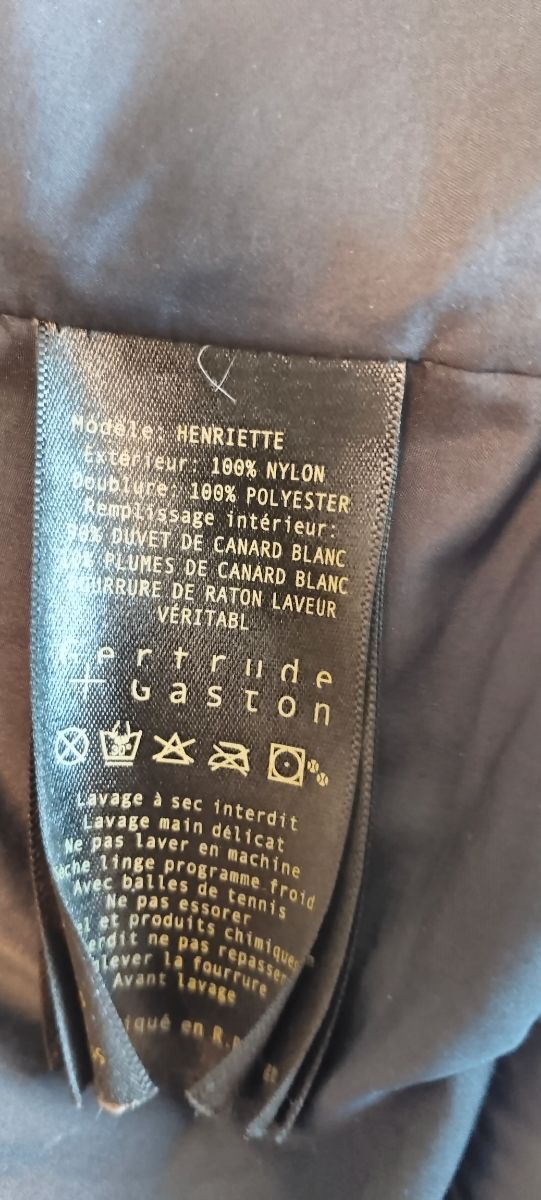 Modèle: HENRIETTE
Extérieur: 100% NYLON
Doublure: 100% POLYESTER
Remplissage intérieur:
DUVET DE CANARD BLANC
PLUMES DE CANARD BLANC
DE RATON LAVEUR
VÉRITABL
Gertrude
+ Gaston
Lavage à sec interdit
Lavage main délicat
Ne pas laver en machine
linge programme froid
Avec balles de tennis
Ne pas essorer
et produits
ne pas repasser
la fourrure
Avant lavage
en